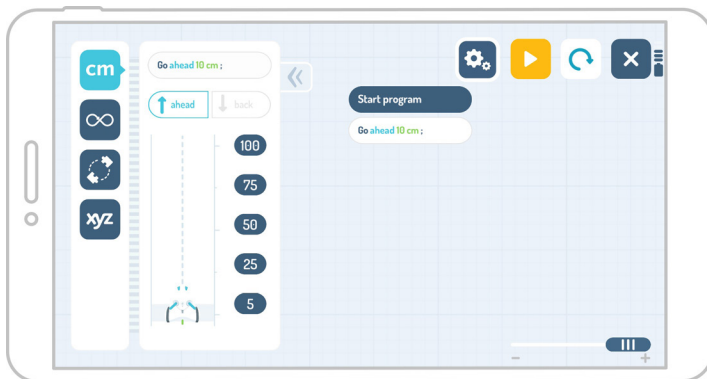 cm
xyz
Go ahead 10 cm ;
ahead
back
100
75
50
25
5
Start program
Go ahead 10 cm ;